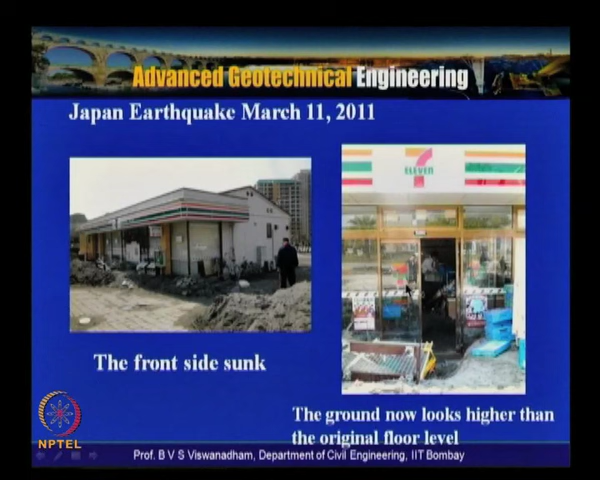 Advanced Geotechnical Engineering
Japan Earthquake March 11, 2011
ELEVEN
The front side sunk
The ground now looks higher than
the original floor level
NPTEL
Prof. B V S Viswanadham, Department of Civil Engineering, IIT Bombay